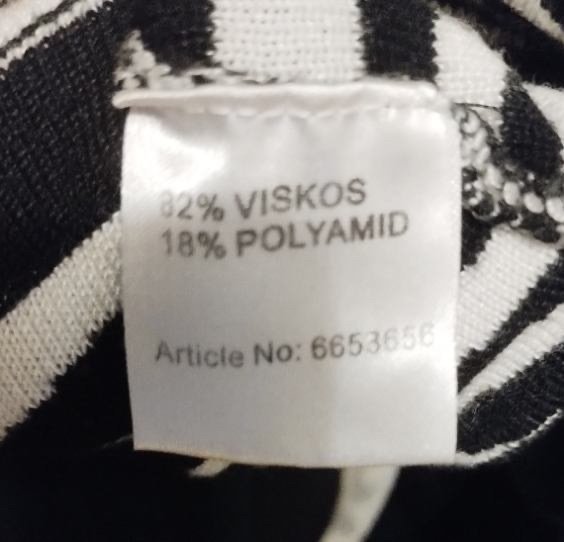 82% VISKOS
18% POLYAMID
Article No: 6653656